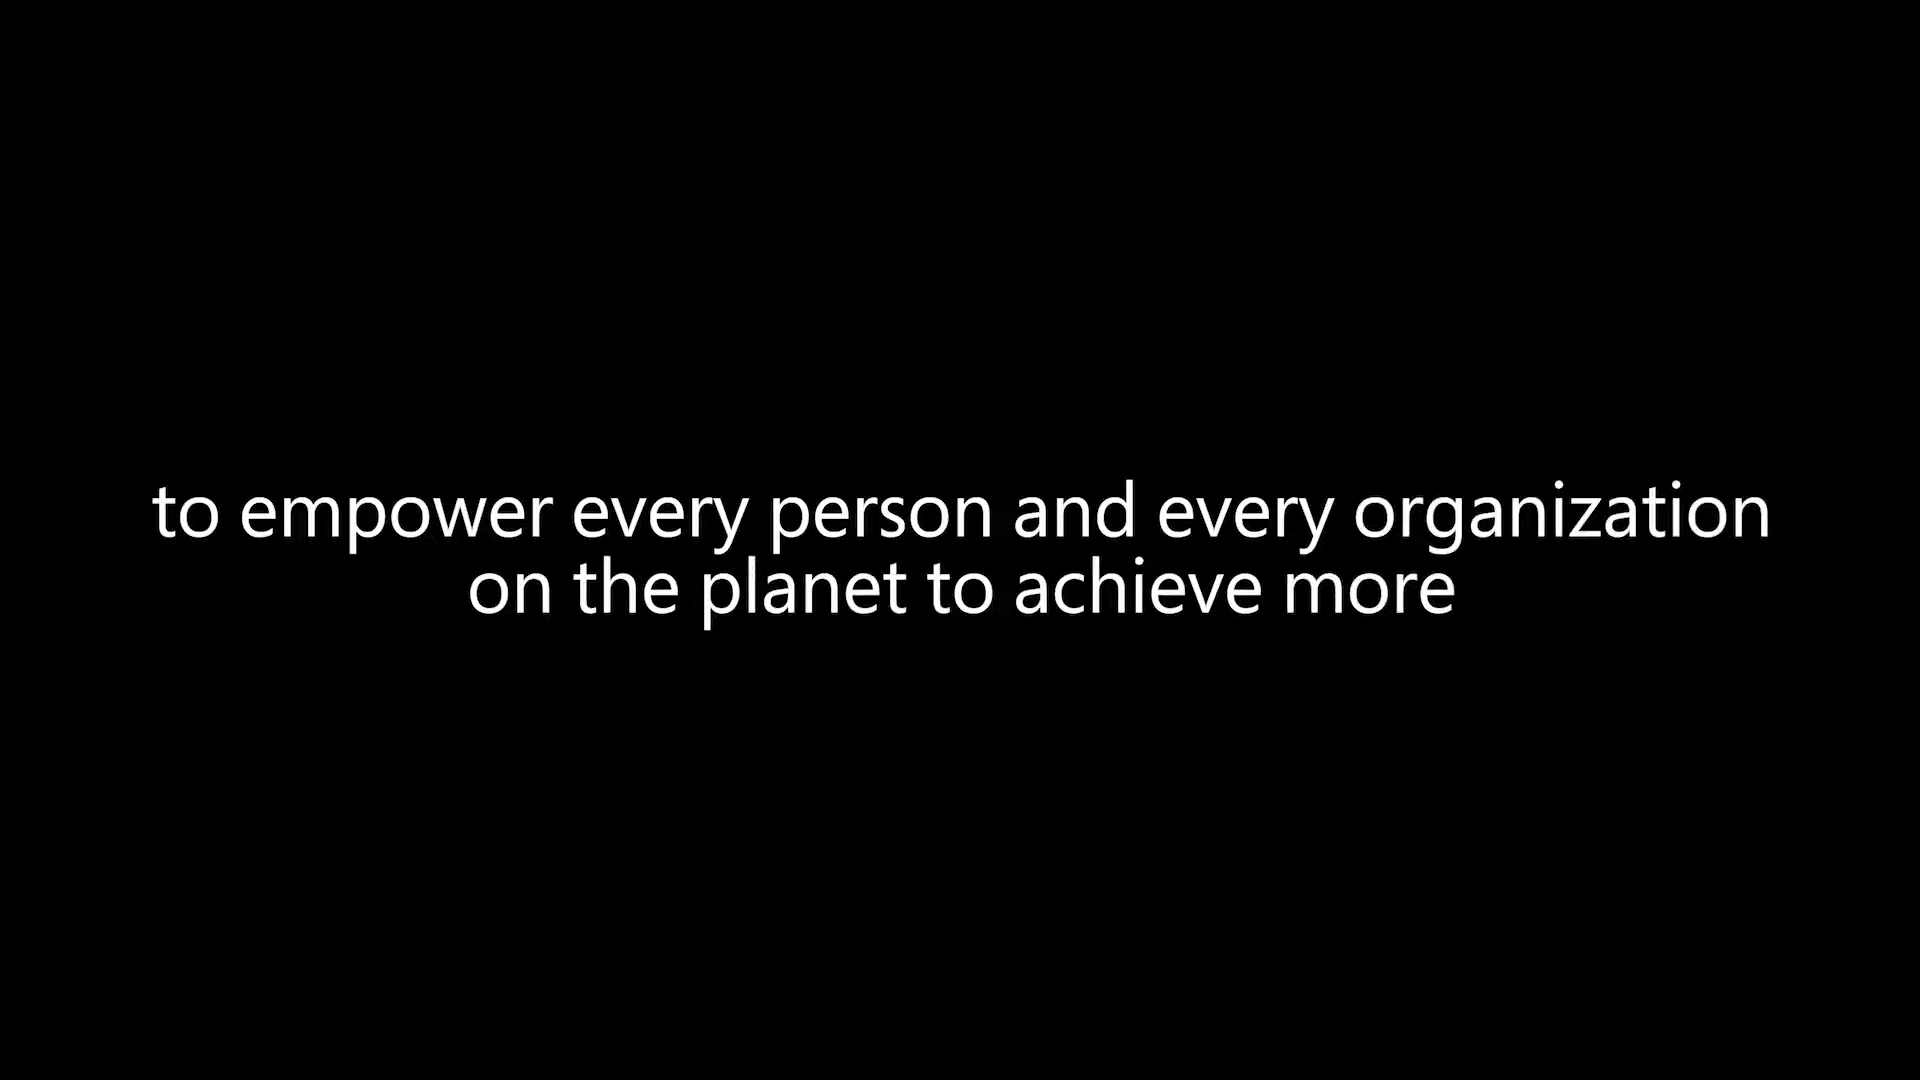 to empower every person and every organization
on the planet to achieve more